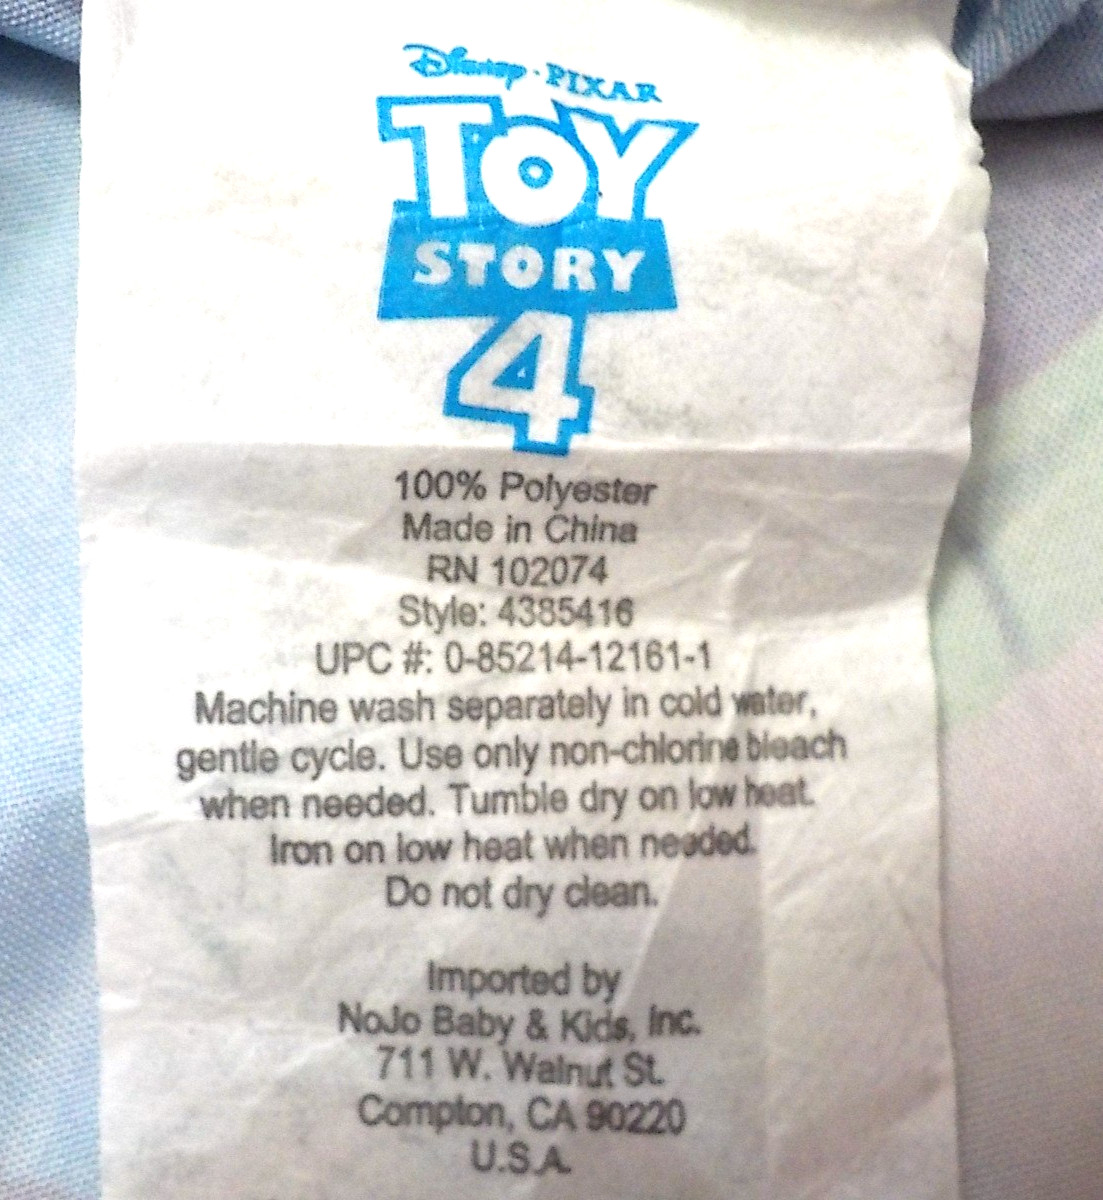 Disney · PIXAR
TOY
STORY
4
100% Polyester
Made in China
RN 102074
Style: 4385416
UPC #: 0-85214-12161-1
Machine wash separately in cold water,
gentle cycle. Use only non-chlorine bleach
when needed. Tumble dry on low heat.
Iron on low heat when needed.
Do not dry clean.
Imported by
NoJo Baby & Kids, Inc.
711 W. Walnut St.
Compton, CA 90220
U.S.A.